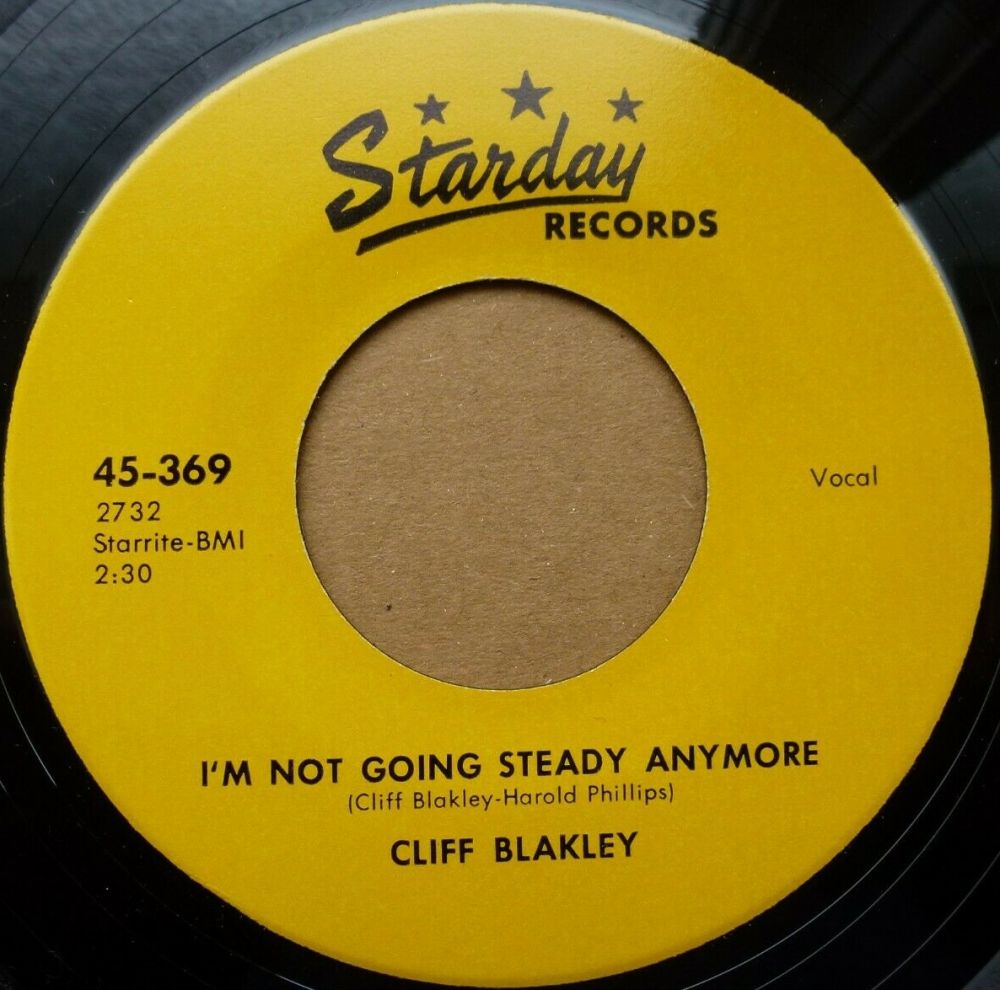 Starday
RECORDS
45-369
2732
Starrite-BMI
2:30
Vocal
I'M NOT GOING STEADY ANYMORE
(Cliff Blakley-Harold Phillips)
CLIFF BLAKLEY